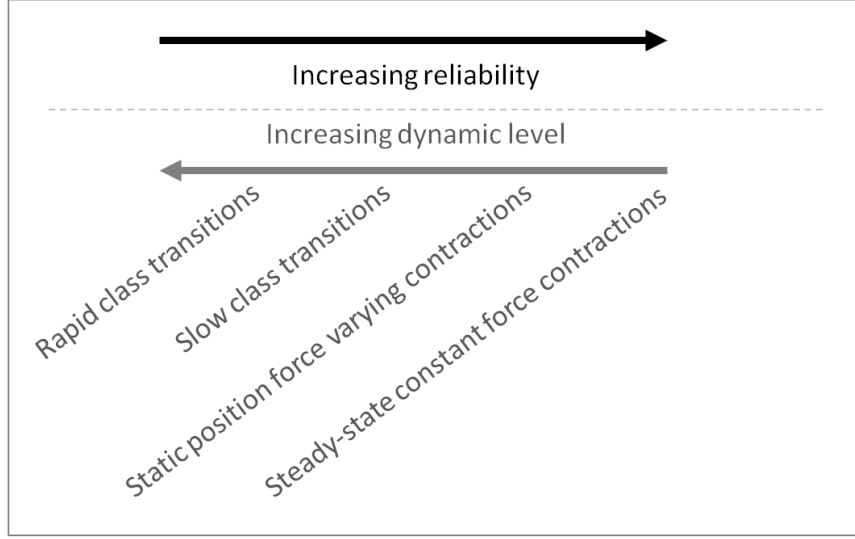 Increasing reliability
Increasing dynamic level
Rapid class transitions
Slow class transitions
Static position force varying contractions
Steady-state constant force contractions